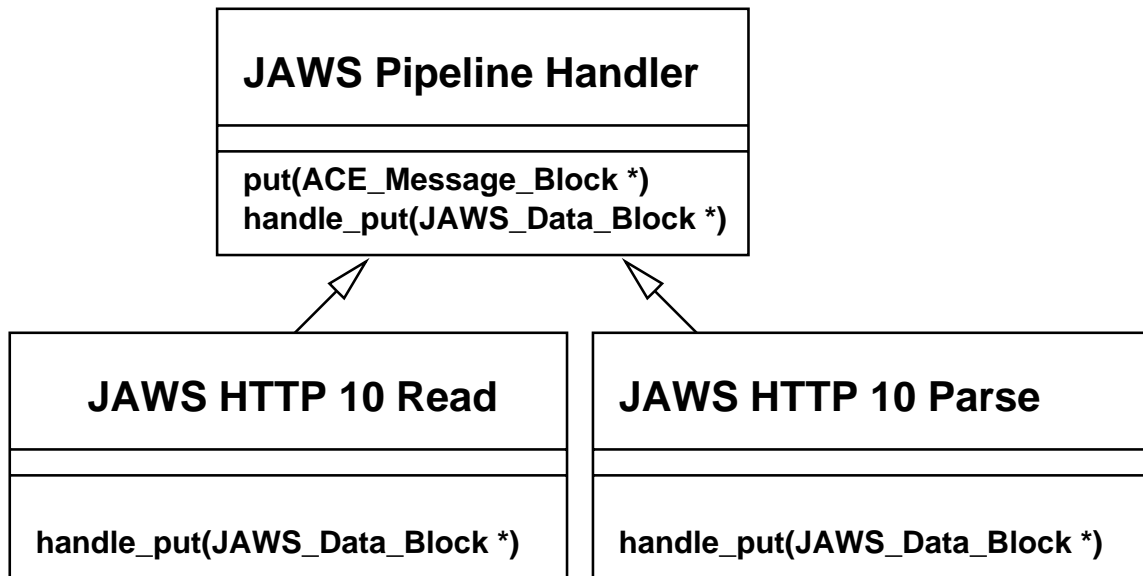 JAWS Pipeline Handler
put(ACE_Message_Block *)
handle_put(JAWS_Data_Block *)
JAWS HTTP 10 Read
handle_put(JAWS_Data_Block *)
JAWS HTTP 10 Parse
handle_put(JAWS_Data_Block *)